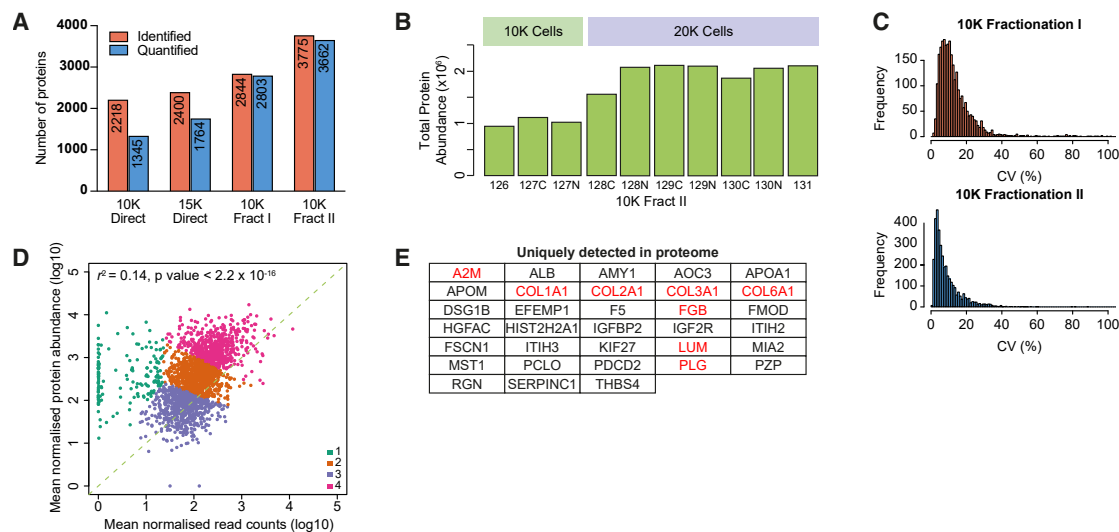 A
Number of proteins
4000
3000
2000
1000
0
Identified
Quantified
2218
1345
2400
1764
2844
2803
3775
3662
10K Direct
15K Direct
10K Fract I
10K Fract II
B
10K Cells
20K Cells
Total Protein
Abundance (x10⁶)
2
1
0
126 127C 127N 128C 128N 129C 129N 130C 130N 131
10K Fract II
C
10K Fractionation I
Frequency
150
100
50
0
0 20 40 60 80 100
CV (%)
10K Fractionation II
Frequency
400
300
200
100
0
0 20 40 60 80 100
CV (%)
D
r² = 0.14, p value < 2.2 x 10⁻¹⁶
Mean normalised protein abundance (log10)
5
4
3
2
1
0
1
2
3
4
0 1 2 3 4 5
Mean normalised read counts (log10)
E
Uniquely detected in proteome
A2M ALB AMY1 AOC3 APOA1
APOM COL1A1 COL2A1 COL3A1 COL6A1
DSG1B EFEMP1 F5 FGB FMOD
HGFAC HIST2H2A1 IGFBP2 IGF2R ITIH2
FSCN1 ITIH3 KIF27 LUM MIA2
MST1 PCLO PDCD2 PLG PZP
RGN SERPINC1 THBS4